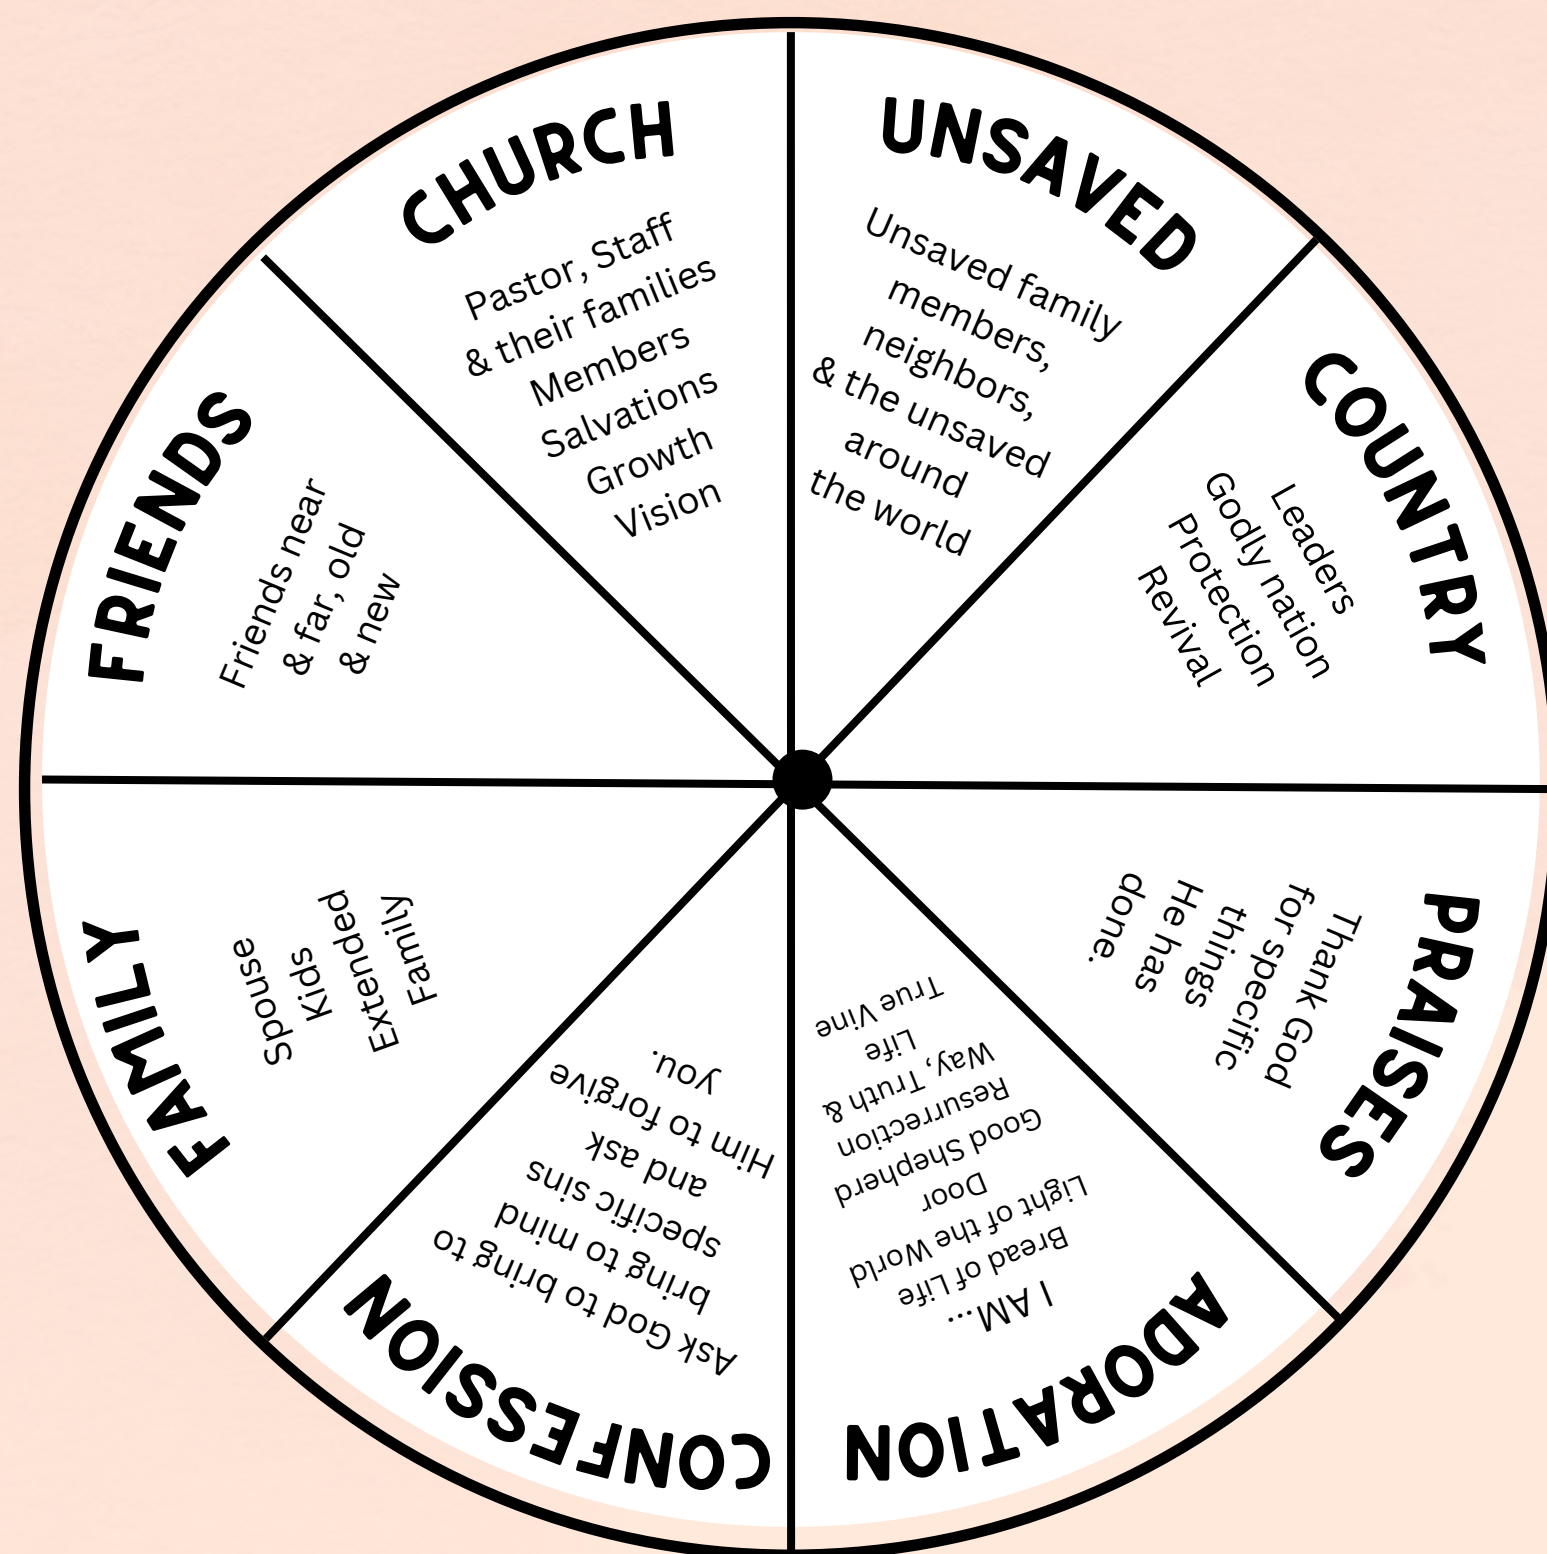 CHURCH
Pastor, Staff
& their families
Members
Salvations
Growth
Vision
UNSAVED
Unsaved family
members,
neighbors,
& the unsaved
around
the world
COUNTRY
Leaders
Godly nation
Protection
Revival
PRAISES
Thank God
for specific
things
He has
done.
ADORATION
I AM...
Bread of Life
Light of the World
Door
Good Shepherd
Resurrection
Way, Truth &
Life
True Vine
CONFESSION
Ask God to bring to
bring to mind
specific sins
and ask
Him to forgive
you.
FAMILY
Spouse
Kids
Extended
Family
FRIENDS
Friends near
& far, old
& new